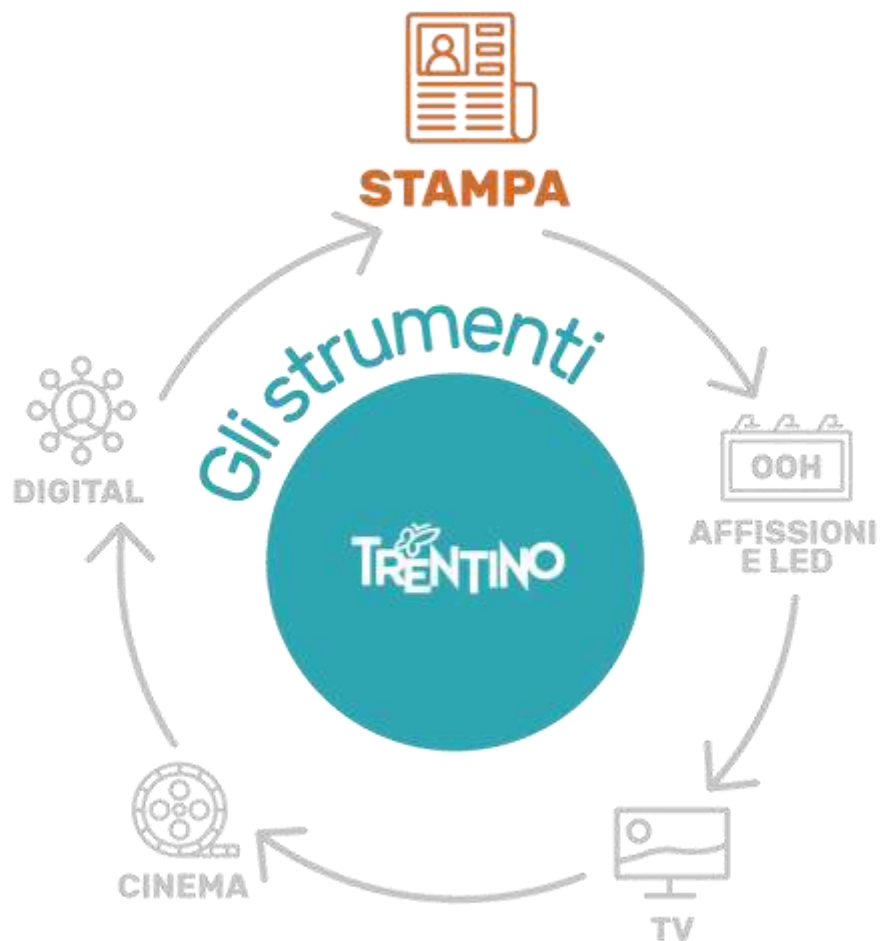 STAMPA
Gli strumenti
DIGITAL
OOH
AFFISSIONI
E LED
TRENTINO
CINEMA
TV